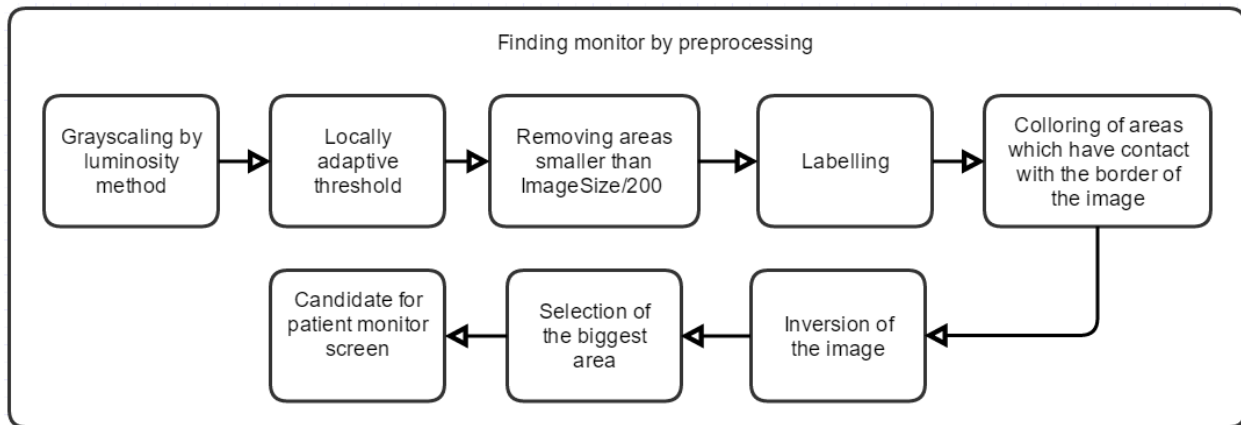 Finding monitor by preprocessing
Grayscaling by
luminosity
method
Locally
adaptive
threshold
Removing areas
smaller than
ImageSize/200
Labelling
Colloring of areas
which have contact
with the border of
the image
Inversion of
the image
Selection of
the biggest
area
Candidate for
patient monitor
screen